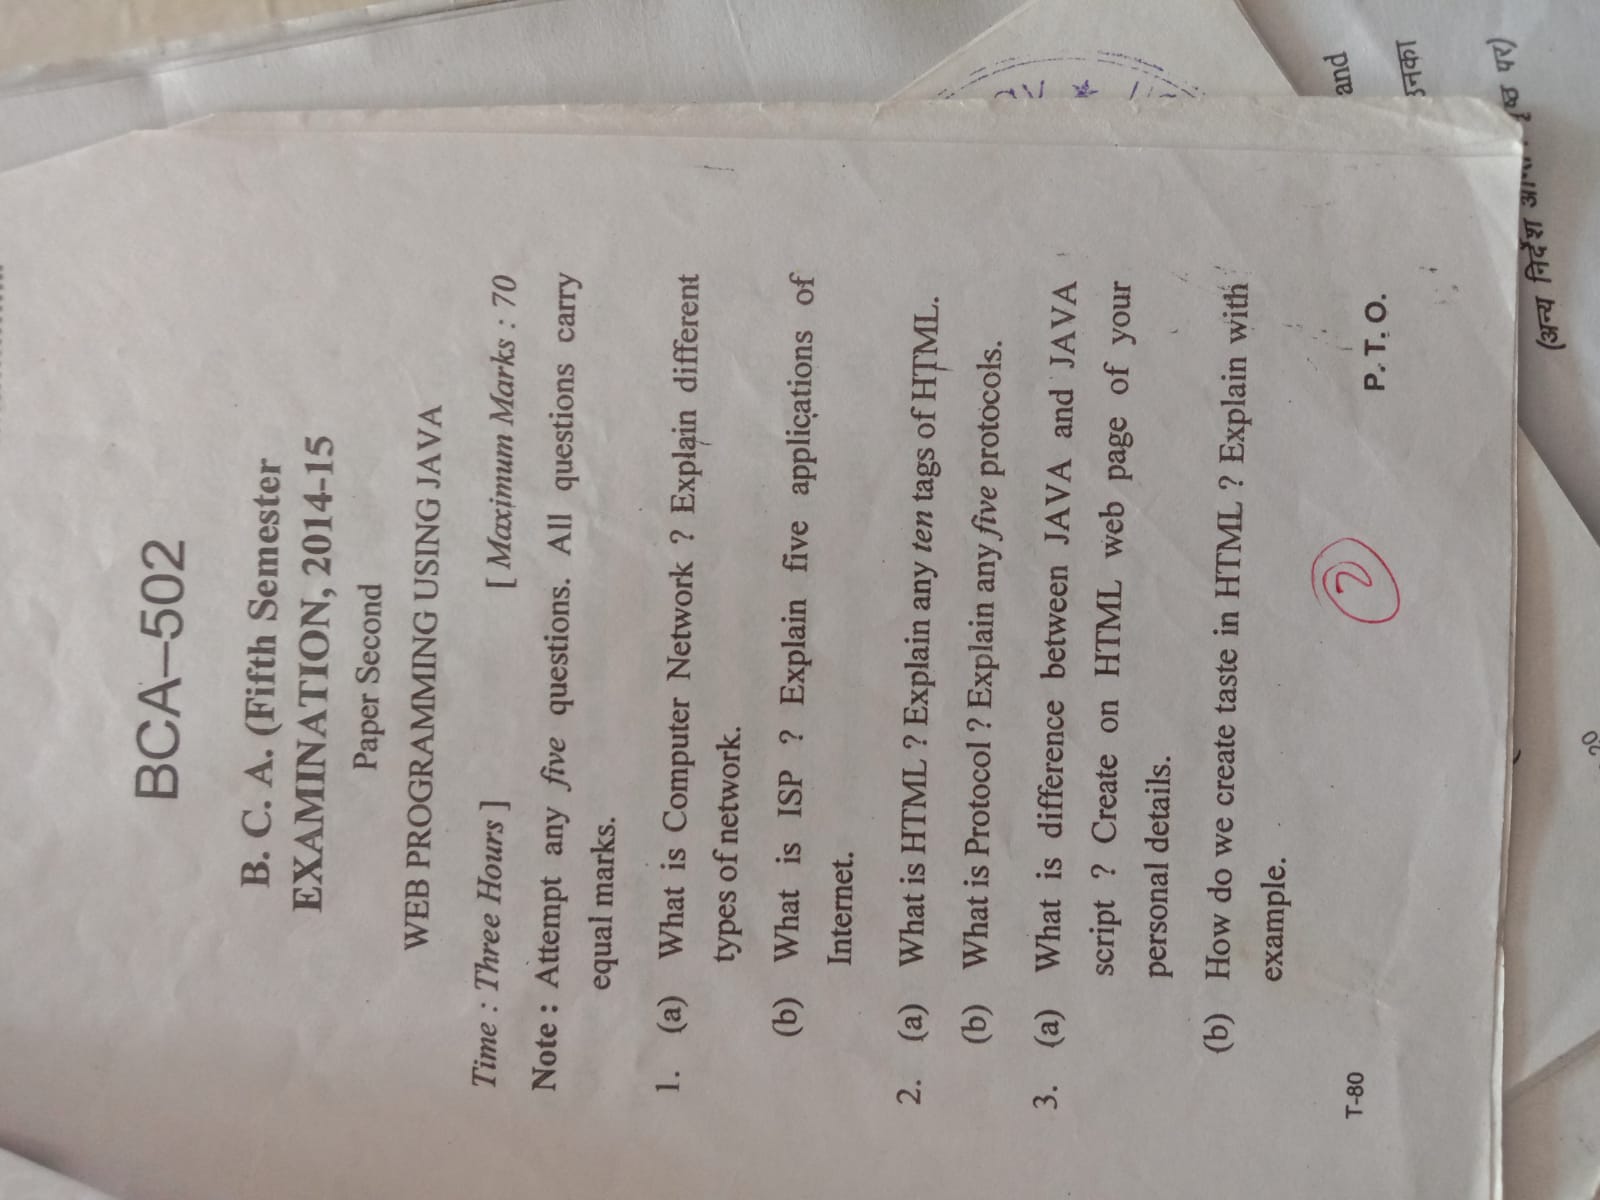 BCA–502
B. C. A. (Fifth Semester
EXAMINATION, 2014-15
Paper Second
WEB PROGRAMMING USING JAVA
Time : Three Hours ] [ Maximum Marks : 70
Note : Attempt any five questions. All questions carry
equal marks.
1. (a) What is Computer Network ? Explain different
types of network.
(b) What is ISP ? Explain five applications of
Internet.
2. (a) What is HTML ? Explain any ten tags of HTML.
(b) What is Protocol ? Explain any five protocols.
3. (a) What is difference between JAVA and JAVA
script ? Create on HTML web page of your
personal details.
(b) How do we create taste in HTML ? Explain with
example.
T-80
2
P. T. O.
and
उनका
(अन्य निर्देश पर)
20